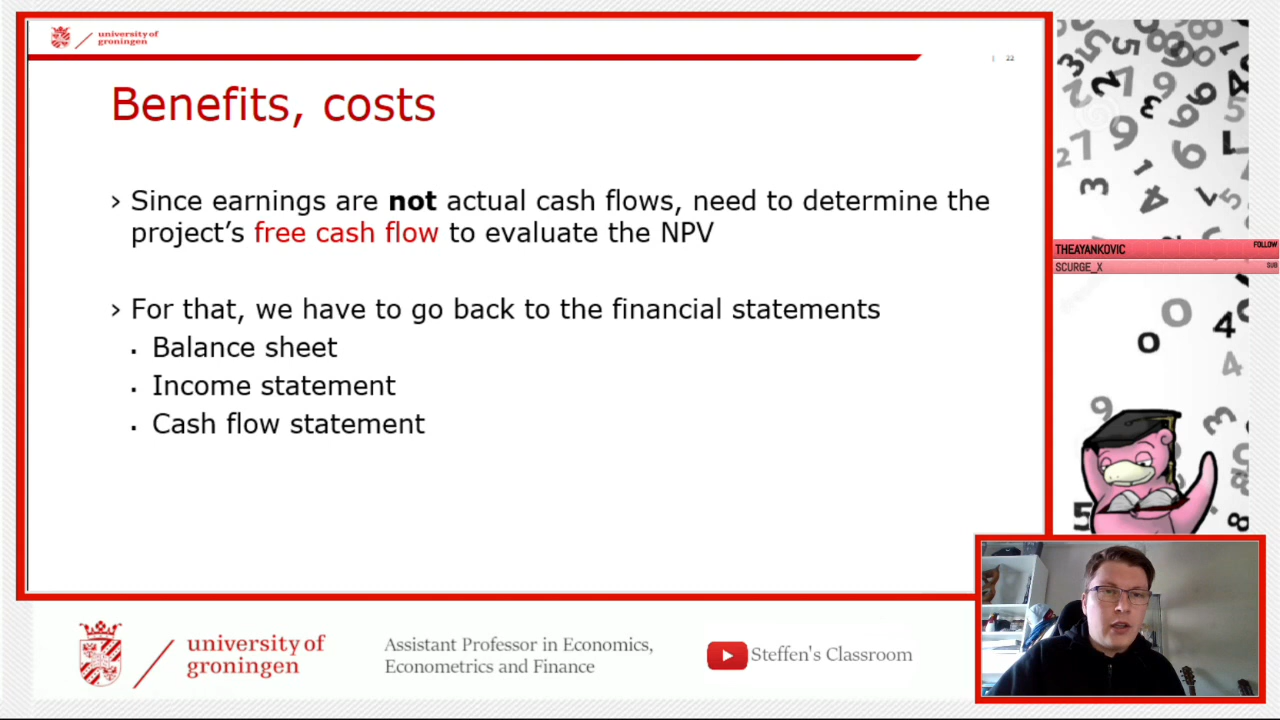 university of
groningen
| 22
Benefits, costs
› Since earnings are not actual cash flows, need to determine the
project's free cash flow to evaluate the NPV
› For that, we have to go back to the financial statements
▪ Balance sheet
▪ Income statement
▪ Cash flow statement
THEAYANKOVIC FOLLOW
SCURGE_X SUB
university of
groningen
Assistant Professor in Economics,
Econometrics and Finance
Steffen's Classroom